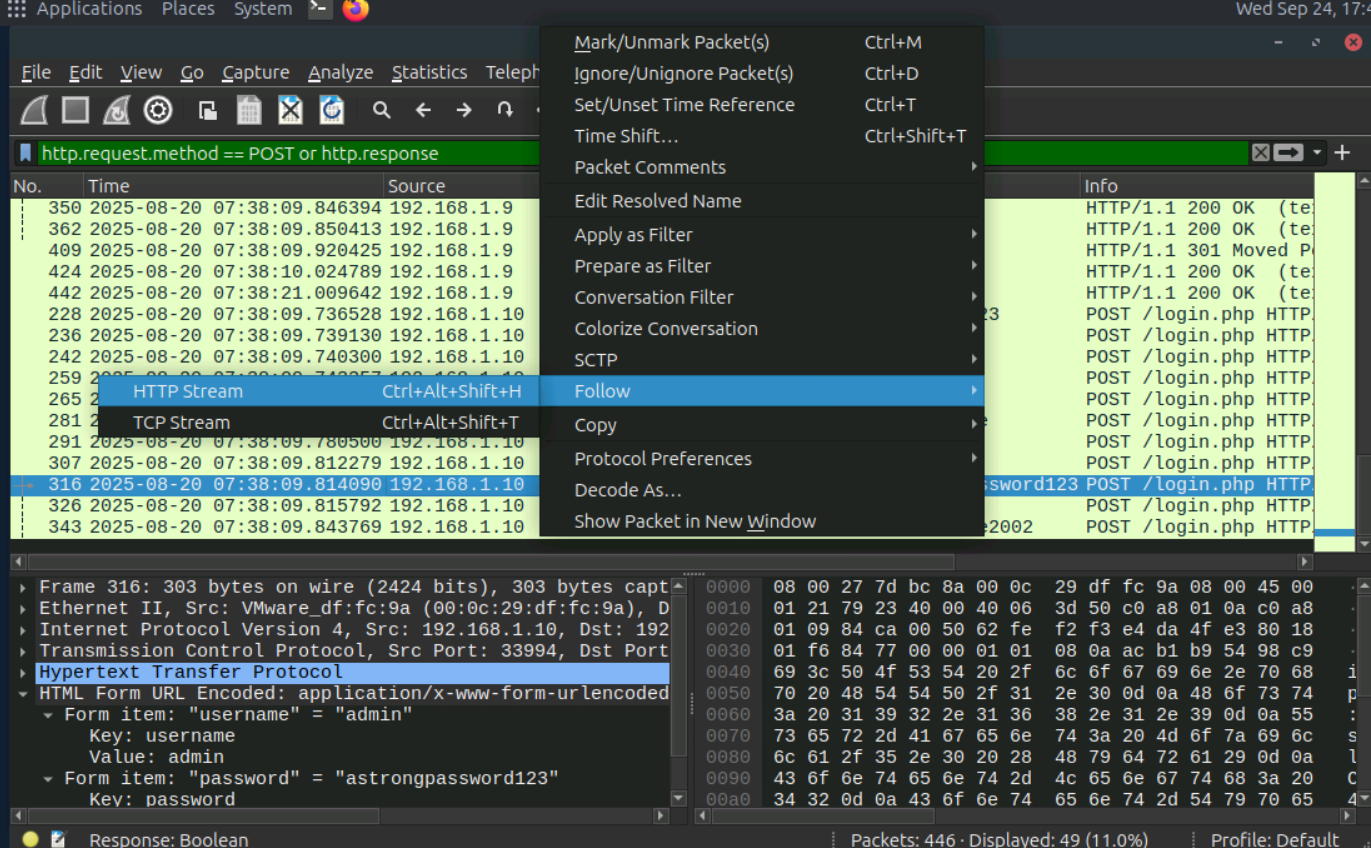 Applications Places System Wed Sep 24, 17:4
File Edit View Go Capture Analyze Statistics Teleph
http.request.method == POST or http.response
No. Time Source Info
350 2025-08-20 07:38:09.846394 192.168.1.9 HTTP/1.1 200 OK (te
362 2025-08-20 07:38:09.850413 192.168.1.9 HTTP/1.1 200 OK (te
409 2025-08-20 07:38:09.920425 192.168.1.9 HTTP/1.1 301 Moved P
424 2025-08-20 07:38:10.024789 192.168.1.9 HTTP/1.1 200 OK (te
442 2025-08-20 07:38:21.009642 192.168.1.9 HTTP/1.1 200 OK (te
228 2025-08-20 07:38:09.736528 192.168.1.10 23 POST /login.php HTTP
236 2025-08-20 07:38:09.739130 192.168.1.10 POST /login.php HTTP
242 2025-08-20 07:38:09.740300 192.168.1.10 POST /login.php HTTP
259 POST /login.php HTTP
265 2 POST /login.php HTTP
281 2 POST /login.php HTTP
291 2025-08-20 07:38:09.780500 192.168.1.10 POST /login.php HTTP
307 2025-08-20 07:38:09.812279 192.168.1.10 POST /login.php HTTP
316 2025-08-20 07:38:09.814090 192.168.1.10 ssword123 POST /login.php HTTP
326 2025-08-20 07:38:09.815792 192.168.1.10 POST /login.php HTTP
343 2025-08-20 07:38:09.843769 192.168.1.10 e2002 POST /login.php HTTP
Mark/Unmark Packet(s) Ctrl+M
Ignore/Unignore Packet(s) Ctrl+D
Set/Unset Time Reference Ctrl+T
Time Shift… Ctrl+Shift+T
Packet Comments
Edit Resolved Name
Apply as Filter
Prepare as Filter
Conversation Filter
Colorize Conversation
SCTP
Follow
Copy
Protocol Preferences
Decode As…
Show Packet in New Window
HTTP Stream Ctrl+Alt+Shift+H
TCP Stream Ctrl+Alt+Shift+T
Frame 316: 303 bytes on wire (2424 bits), 303 bytes capt
Ethernet II, Src: VMware_df:fc:9a (00:0c:29:df:fc:9a), D
Internet Protocol Version 4, Src: 192.168.1.10, Dst: 192
Transmission Control Protocol, Src Port: 33994, Dst Port
Hypertext Transfer Protocol
HTML Form URL Encoded: application/x-www-form-urlencoded
Form item: "username" = "admin"
Key: username
Value: admin
Form item: "password" = "astrongpassword123"
Key: password
0000 08 00 27 7d bc 8a 00 0c 29 df fc 9a 08 00 45 00
0010 01 21 79 23 40 00 40 06 3d 50 c0 a8 01 0a c0 a8
0020 01 09 84 ca 00 50 62 fe f2 f3 e4 da 4f e3 80 18
0030 01 f6 84 77 00 00 01 01 08 0a ac b1 b9 54 98 c9
0040 69 3c 50 4f 53 54 20 2f 6c 6f 67 69 6e 2e 70 68 i
0050 70 20 48 54 54 50 2f 31 2e 30 0d 0a 48 6f 73 74 p
0060 3a 20 31 39 32 2e 31 36 38 2e 31 2e 39 0d 0a 55 :
0070 73 65 72 2d 41 67 65 6e 74 3a 20 4d 6f 7a 69 6c s
0080 6c 61 2f 35 2e 30 20 28 48 79 64 72 61 29 0d 0a l
0090 43 6f 6e 74 65 6e 74 2d 4c 65 6e 67 74 68 3a 20 C
00a0 34 32 0d 0a 43 6f 6e 74 65 6e 74 2d 54 79 70 65 4
Response: Boolean Packets: 446 · Displayed: 49 (11.0%) Profile: Default